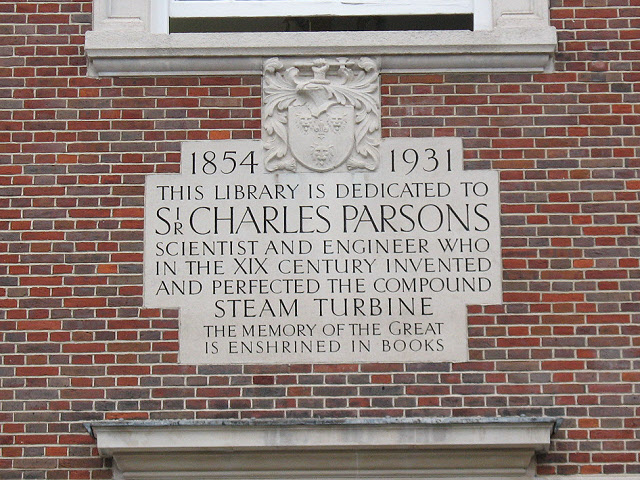 1854 1931
THIS LIBRARY IS DEDICATED TO
SIR CHARLES PARSONS
SCIENTIST AND ENGINEER WHO
IN THE XIX CENTURY INVENTED
AND PERFECTED THE COMPOUND
STEAM TURBINE
THE MEMORY OF THE GREAT
IS ENSHRINED IN BOOKS